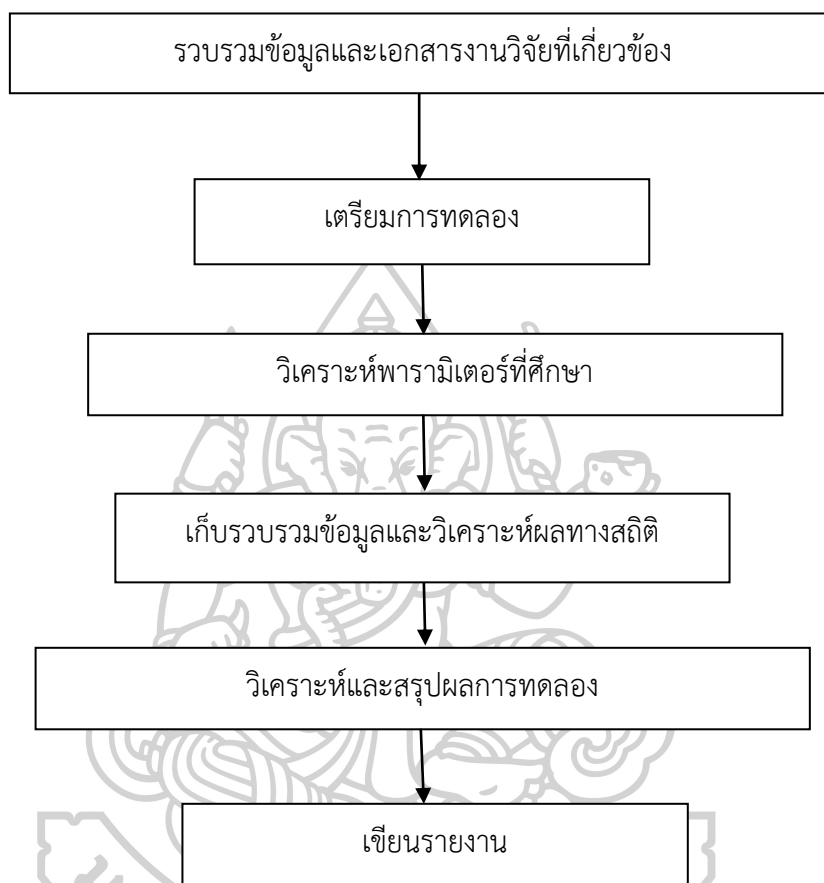 รวบรวมข้อมูลและเอกสารงานวิจัยที่เกี่ยวข้อง
เตรียมการทดลอง
วิเคราะห์พารามิเตอร์ที่ศึกษา
เก็บรวบรวมข้อมูลและวิเคราะห์ผลทางสถิติ
วิเคราะห์และสรุปผลการทดลอง
เขียนรายงาน